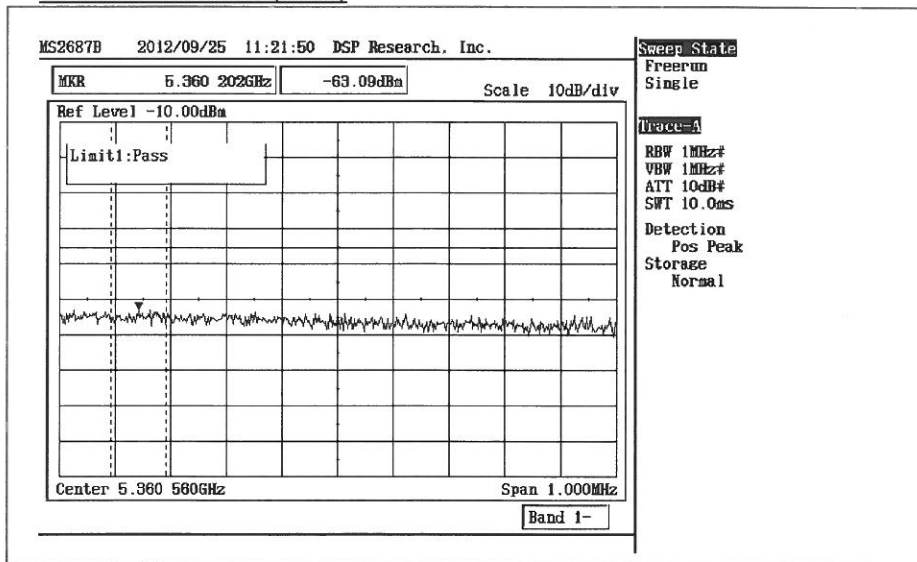 MS2687B 2012/09/25 11:21:50 DSP Research, Inc.
MKR 5.360 202GHz -63.09dBm
Scale 10dB/div
Ref Level -10.00dBm
Limit1:Pass
Center 5.360 560GHz Span 1.000MHz
Band 1-
Sweep State
Freerun
Single
Trace-A
RBW 1MHz#
VBW 1MHz#
ATT 10dB#
SWT 10.0ms
Detection
Pos Peak
Storage
Normal